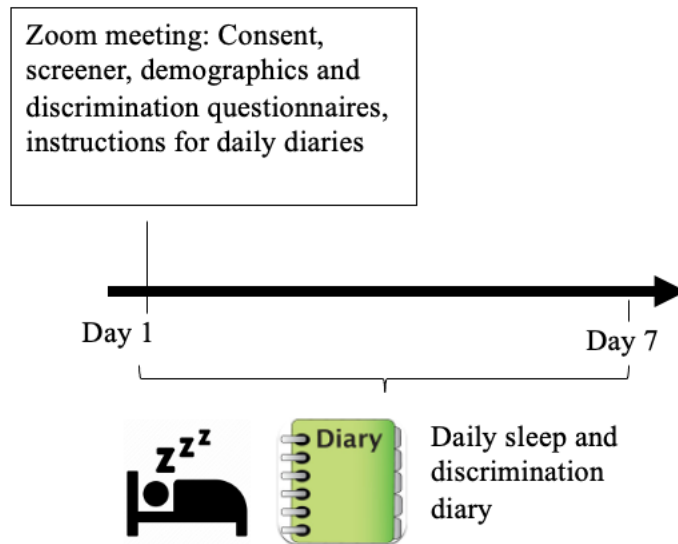 Zoom meeting: Consent,
screener, demographics and
discrimination questionnaires,
instructions for daily diaries
Day 1
Day 7
z z z
Diary
Daily sleep and
discrimination
diary